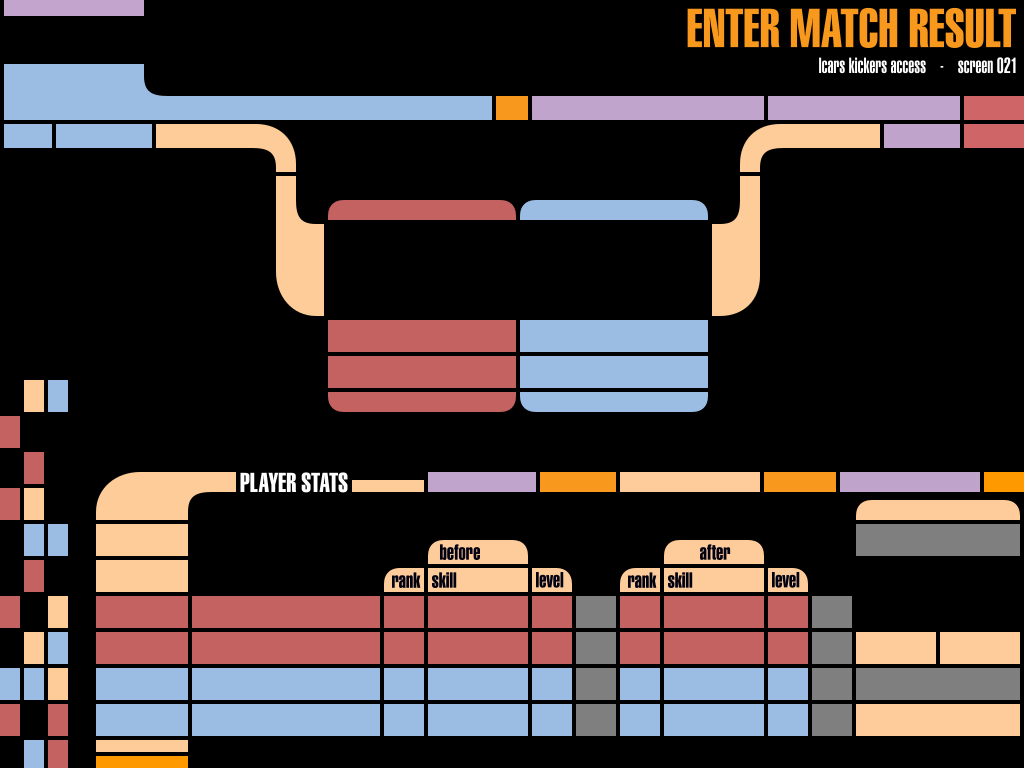 ENTER MATCH RESULT
lcars kickers access - screen 021
PLAYER STATS
before after
rank skill level rank skill level